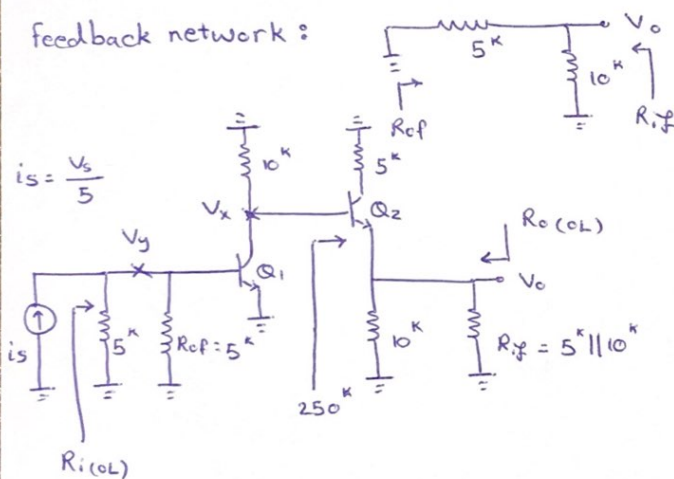 feedback network :
Vo
5K
10K
Rof
Rif
is = Vs/5
10K
5K
Vx
Q2
Ro (OL)
Vy
Q1
Vo
is
5K
Rof = 5K
10K
Rif = 5K || 10K
250K
Ri(OL)